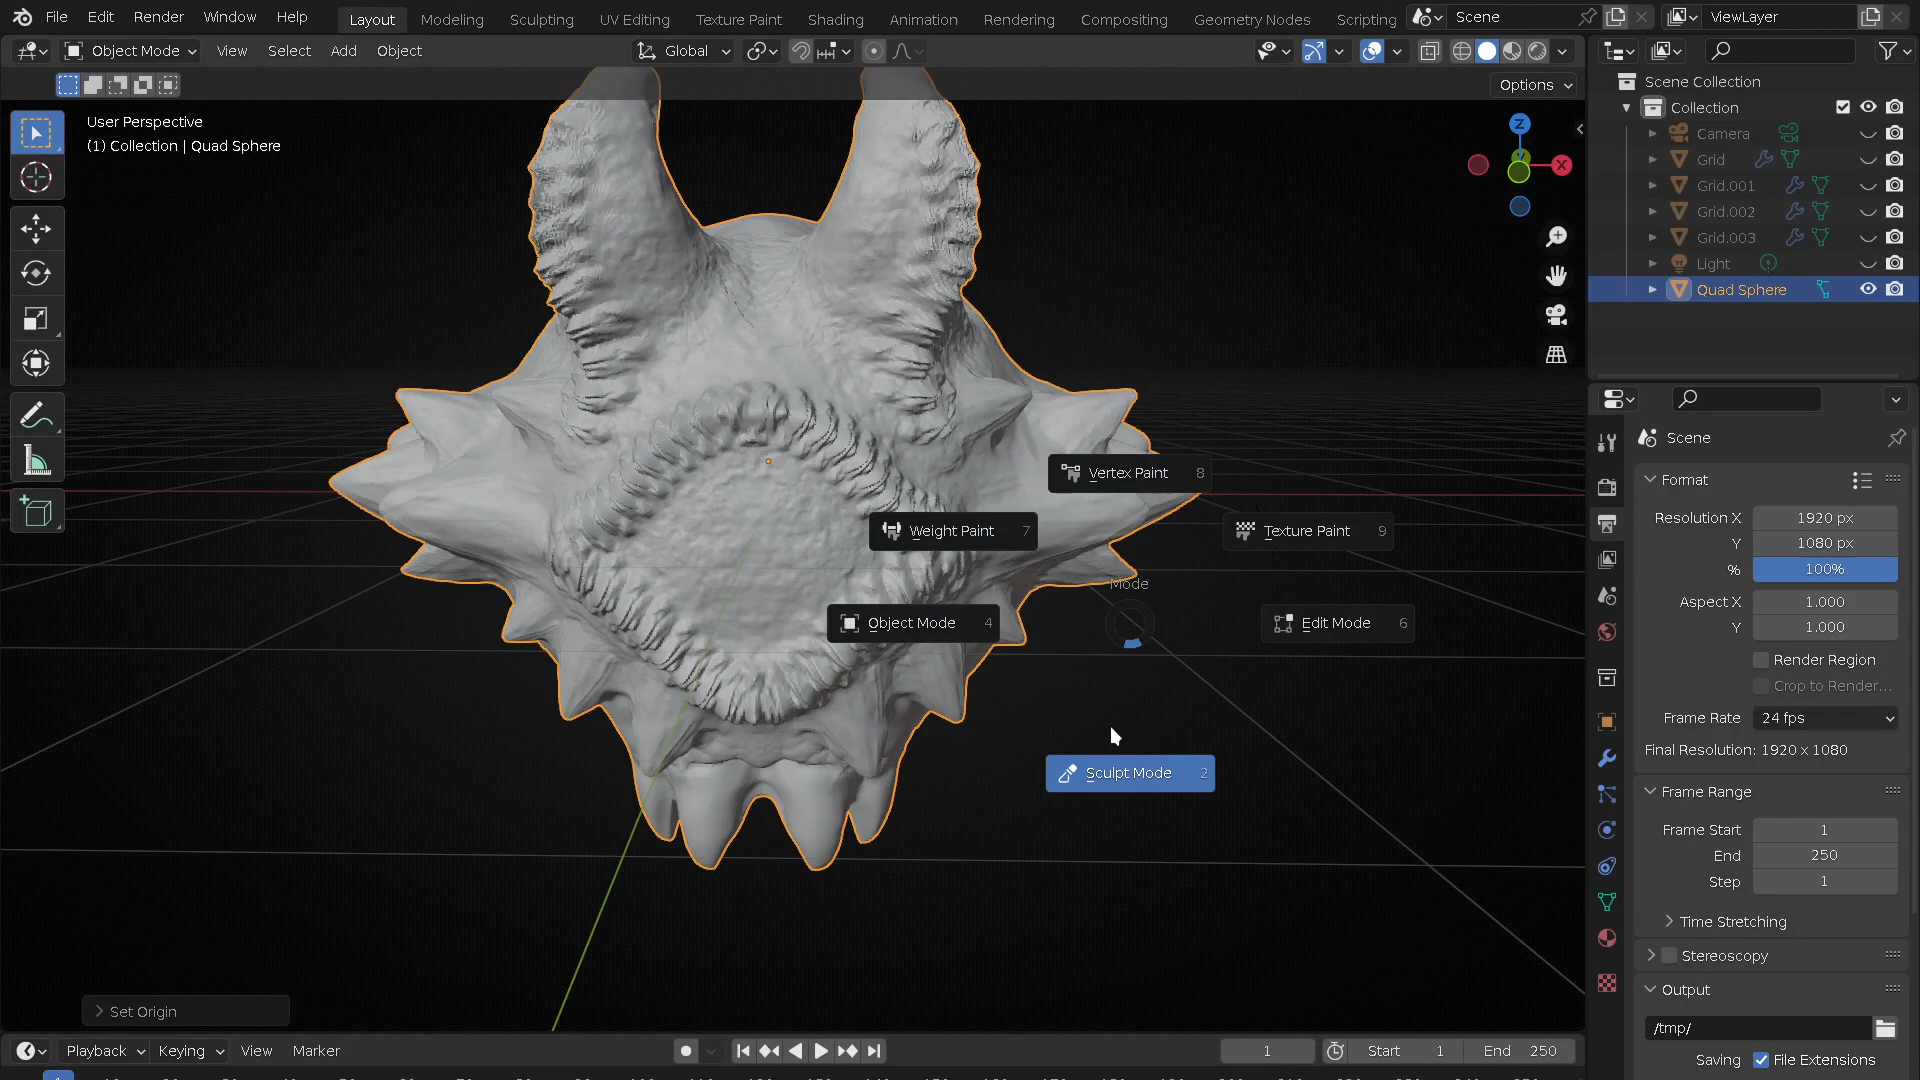 File Edit Render Window Help Layout Modeling Sculpting UV Editing Texture Paint Shading Animation Rendering Compositing Geometry Nodes Scripting Scene ViewLayer
Object Mode View Select Add Object Global
Options
User Perspective
(1) Collection | Quad Sphere
Z
X
Vertex Paint 8
Weight Paint 7
Texture Paint 9
Mode
Object Mode 4
Edit Mode 6
Sculpt Mode 2
Set Origin
Scene Collection
Collection
Camera
Grid
Grid.001
Grid.002
Grid.003
Light
Quad Sphere
Scene
Format
Resolution X 1920 px
Y 1080 px
% 100%
Aspect X 1.000
Y 1.000
Render Region
Crop to Render...
Frame Rate 24 fps
Final Resolution: 1920 x 1080
Frame Range
Frame Start 1
End 250
Step 1
Time Stretching
Stereoscopy
Output
/tmp/
Saving File Extensions
Playback Keying View Marker 1 Start 1 End 250